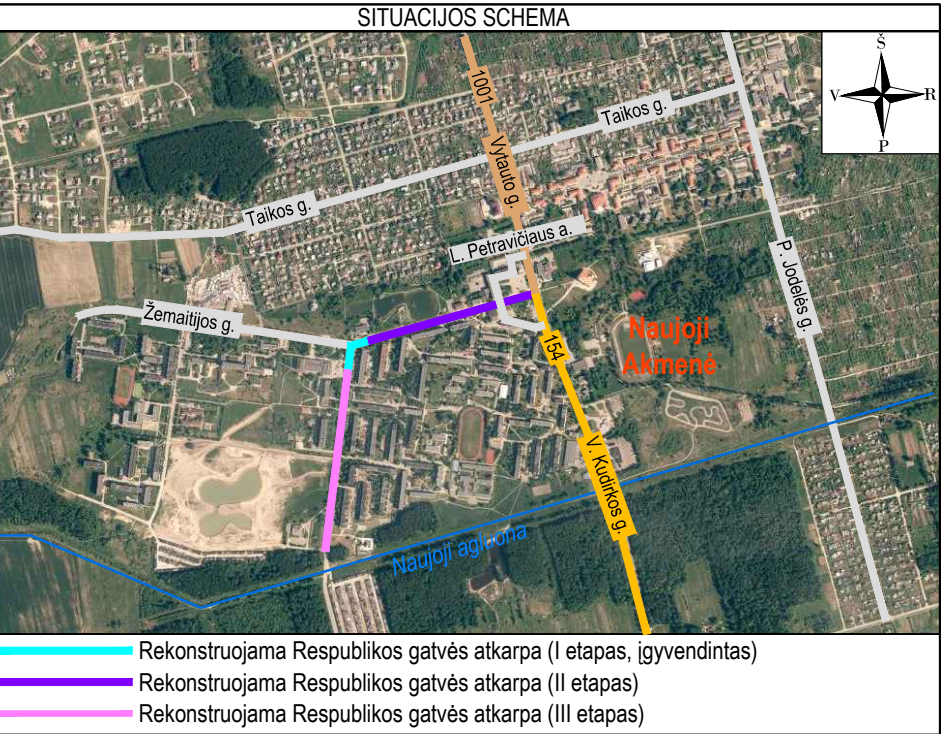 SITUACIJOS SCHEMA
Š
V
R
P
1001
Vytauto g.
Taikos g.
Taikos g.
L. Petravičiaus a.
P. Jodelės g.
Žemaitijos g.
154
Naujoji
Akmenė
V. Kudirkos g.
Naujoji agluona
Rekonstruojama Respublikos gatvės atkarpa (I etapas, įgyvendintas)
Rekonstruojama Respublikos gatvės atkarpa (II etapas)
Rekonstruojama Respublikos gatvės atkarpa (III etapas)